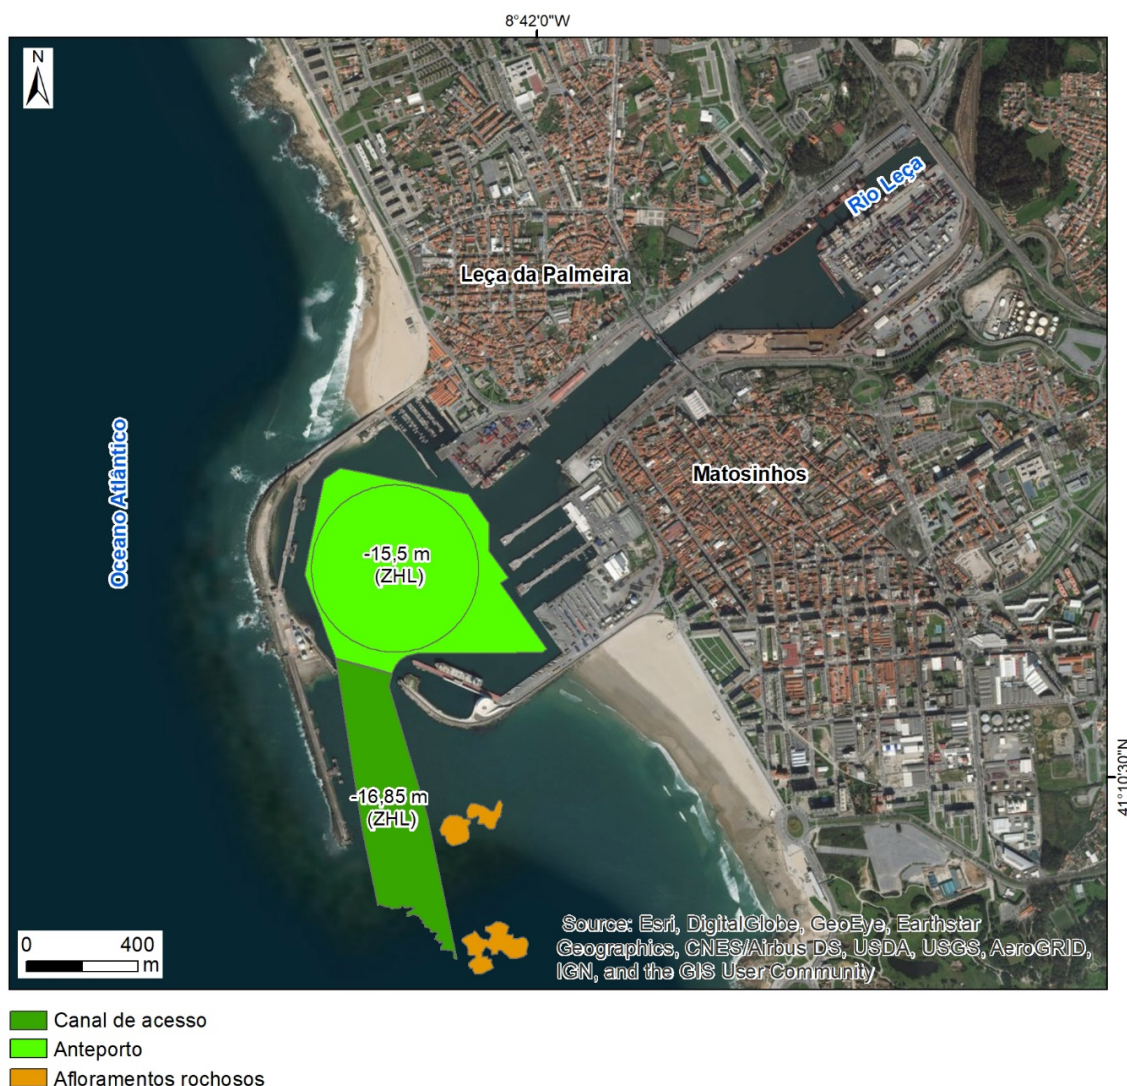 8°42'0"W
N
Rio Leça
Leça da Palmeira
Oceano Atlântico
Matosinhos
-15,5 m
(ZHL)
41°10'30"N
-16,85 m
(ZHL)
Source: Esri, DigitalGlobe, GeoEye, Earthstar
Geographics, CNES/Airbus DS, USDA, USGS, AeroGRID,
IGN, and the GIS User Community
0 400
m
Canal de acesso
Anteporto
Afloramentos rochosos